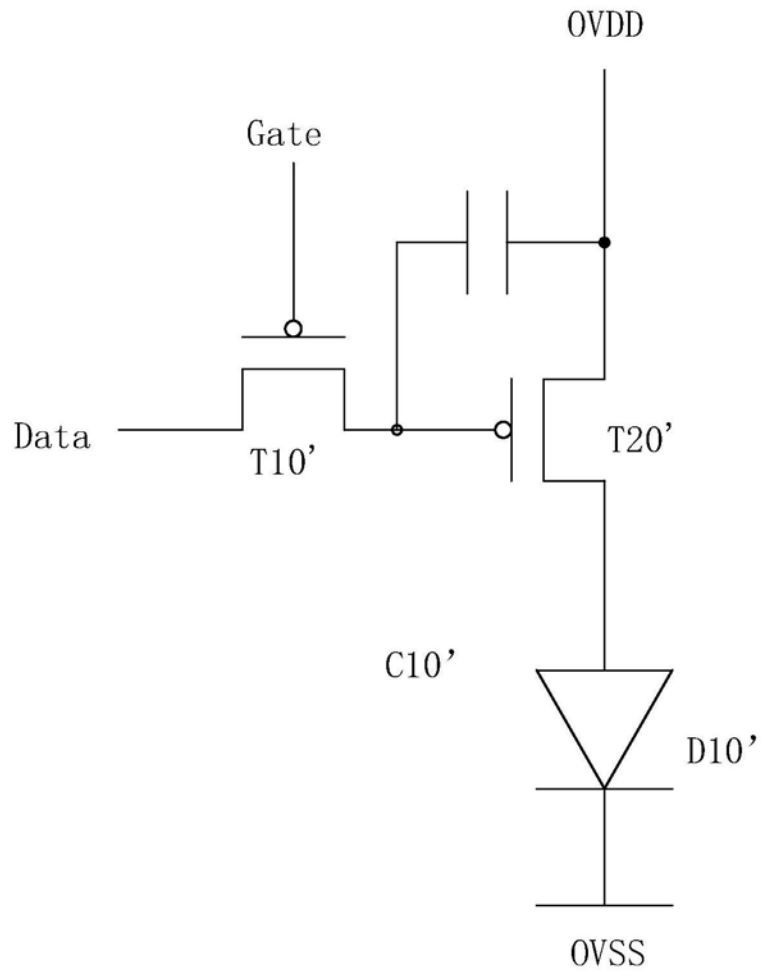 OVDD
Gate
Data
T10’
T20’
C10’
D10’
OVSS